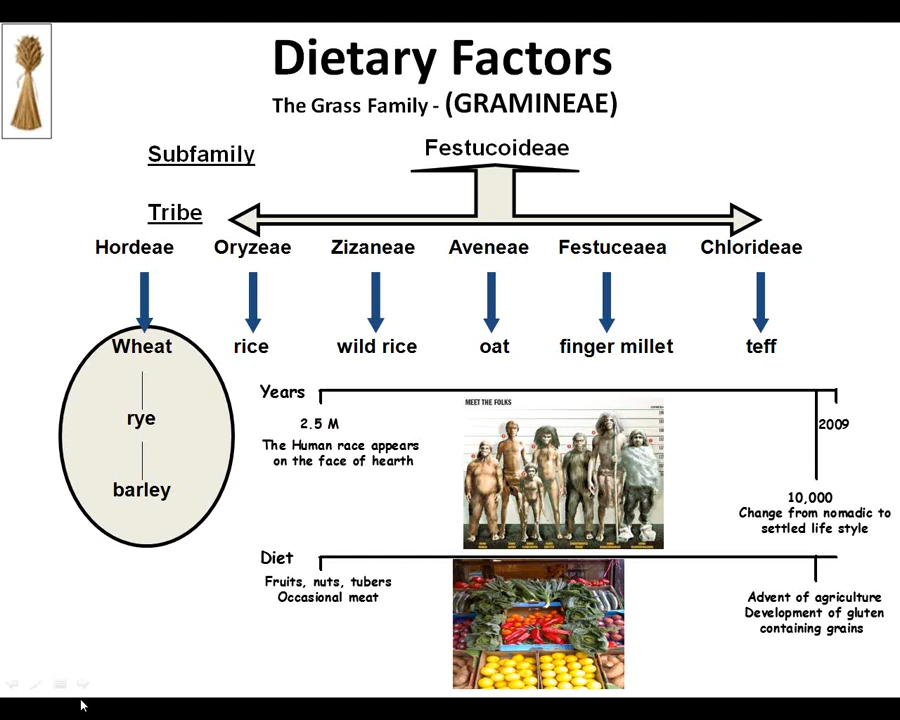 Dietary Factors
The Grass Family - (GRAMINEAE)
Subfamily
Festucoideae
Tribe
Hordeae Oryzeae Zizaneae Aveneae Festuceaea Chlorideae
Wheat rice wild rice oat finger millet teff
rye
barley
Years
2.5 M
The Human race appears
on the face of hearth
MEET THE FOLKS
2009
10,000
Change from nomadic to
settled life style
Diet
Fruits, nuts, tubers
Occasional meat
Advent of agriculture
Development of gluten
containing grains